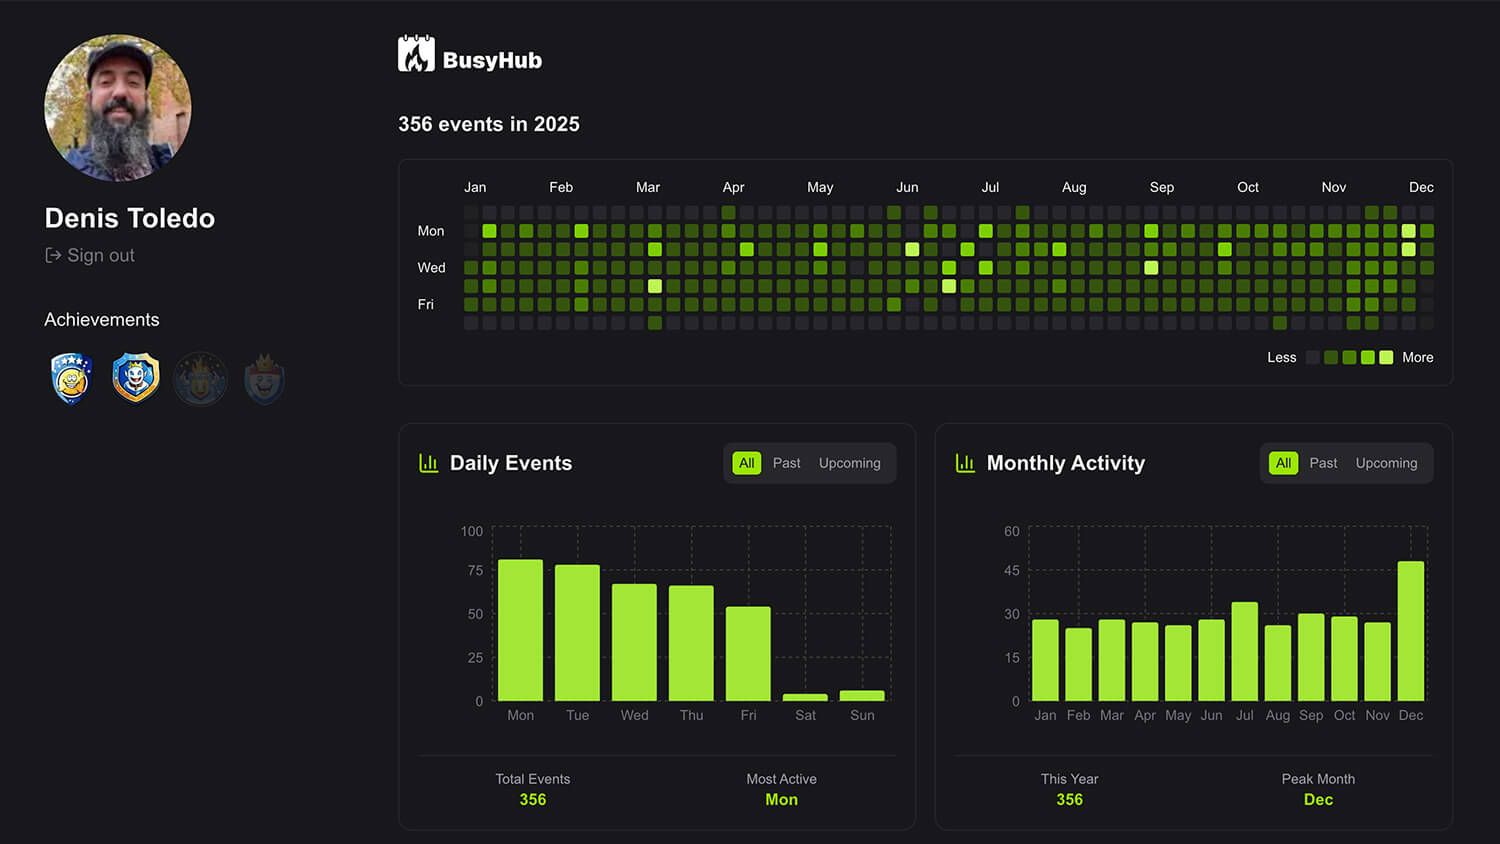 Denis Toledo
Sign out
Achievements
BusyHub
356 events in 2025
Jan Feb Mar Apr May Jun Jul Aug Sep Oct Nov Dec
Mon
Wed
Fri
Less More
Daily Events
All Past Upcoming
100
75
50
25
0
Mon Tue Wed Thu Fri Sat Sun
Total Events Most Active
356 Mon
Monthly Activity
All Past Upcoming
60
45
30
15
0
Jan Feb Mar Apr May Jun Jul Aug Sep Oct Nov Dec
This Year Peak Month
356 Dec